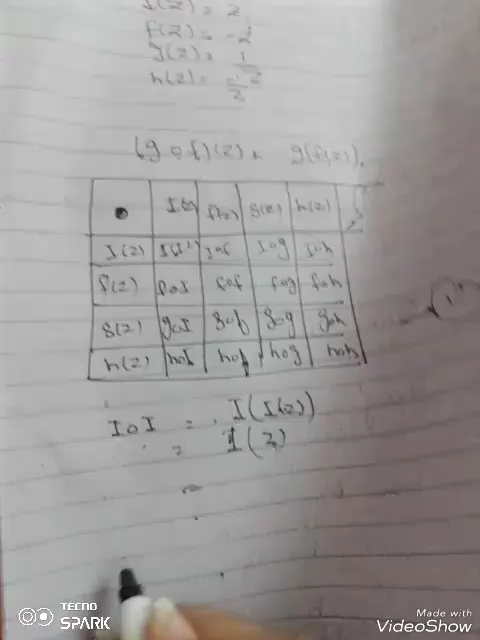 I(z) = z
f(z) = -z
g(z) = 1/z
h(z) = -1/z
(g o f)(z) = g(f(z)).
• I(z) f(z) g(z) h(z)
I(z) IoI Iof Iog Ioh
f(z) foI fof fog foh
g(z) goI gof gog goh
h(z) hoI hof hog hoh
IoI = I(I(z))
= I(z)
TECNO
SPARK
Made with
VideoShow